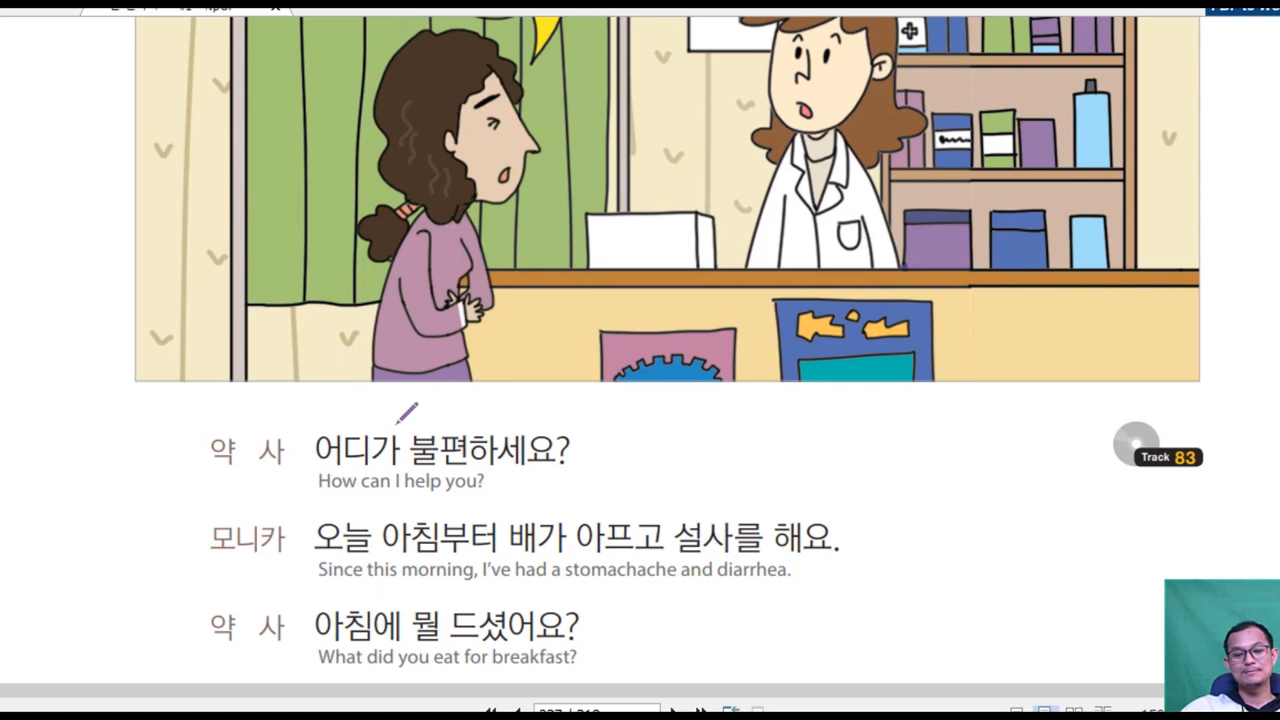 약 사 어디가 불편하세요?
How can I help you?
Track 83
모니카 오늘 아침부터 배가 아프고 설사를 해요.
Since this morning, I've had a stomachache and diarrhea.
약 사 아침에 뭘 드셨어요?
What did you eat for breakfast?